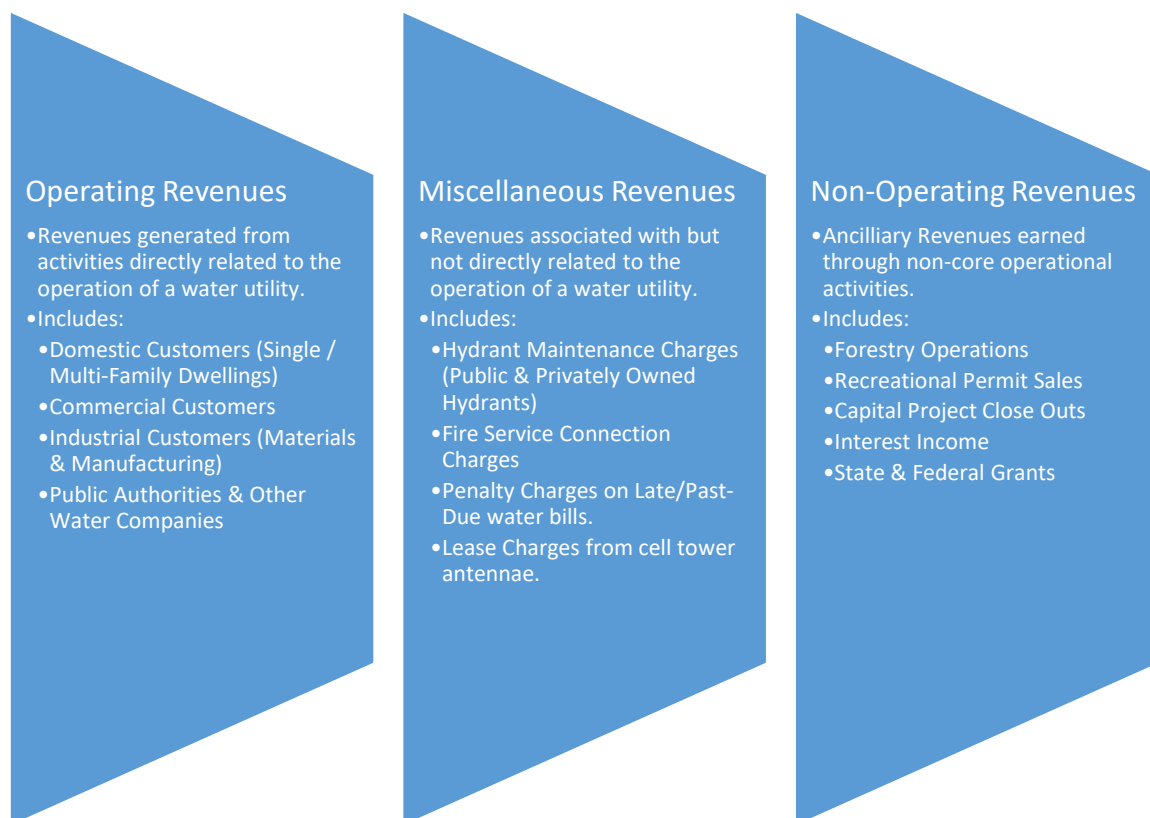 Operating Revenues
•Revenues generated from
activities directly related to the
operation of a water utility.
•Includes:
•Domestic Customers (Single /
Multi-Family Dwellings)
•Commercial Customers
•Industrial Customers (Materials
& Manufacturing)
•Public Authorities & Other
Water Companies
Miscellaneous Revenues
•Revenues associated with but
not directly related to the
operation of a water utility.
•Includes:
•Hydrant Maintenance Charges
(Public & Privately Owned
Hydrants)
•Fire Service Connection
Charges
•Penalty Charges on Late/Past-
Due water bills.
•Lease Charges from cell tower
antennae.
Non-Operating Revenues
•Ancilliary Revenues earned
through non-core operational
activities.
•Includes:
•Forestry Operations
•Recreational Permit Sales
•Capital Project Close Outs
•Interest Income
•State & Federal Grants